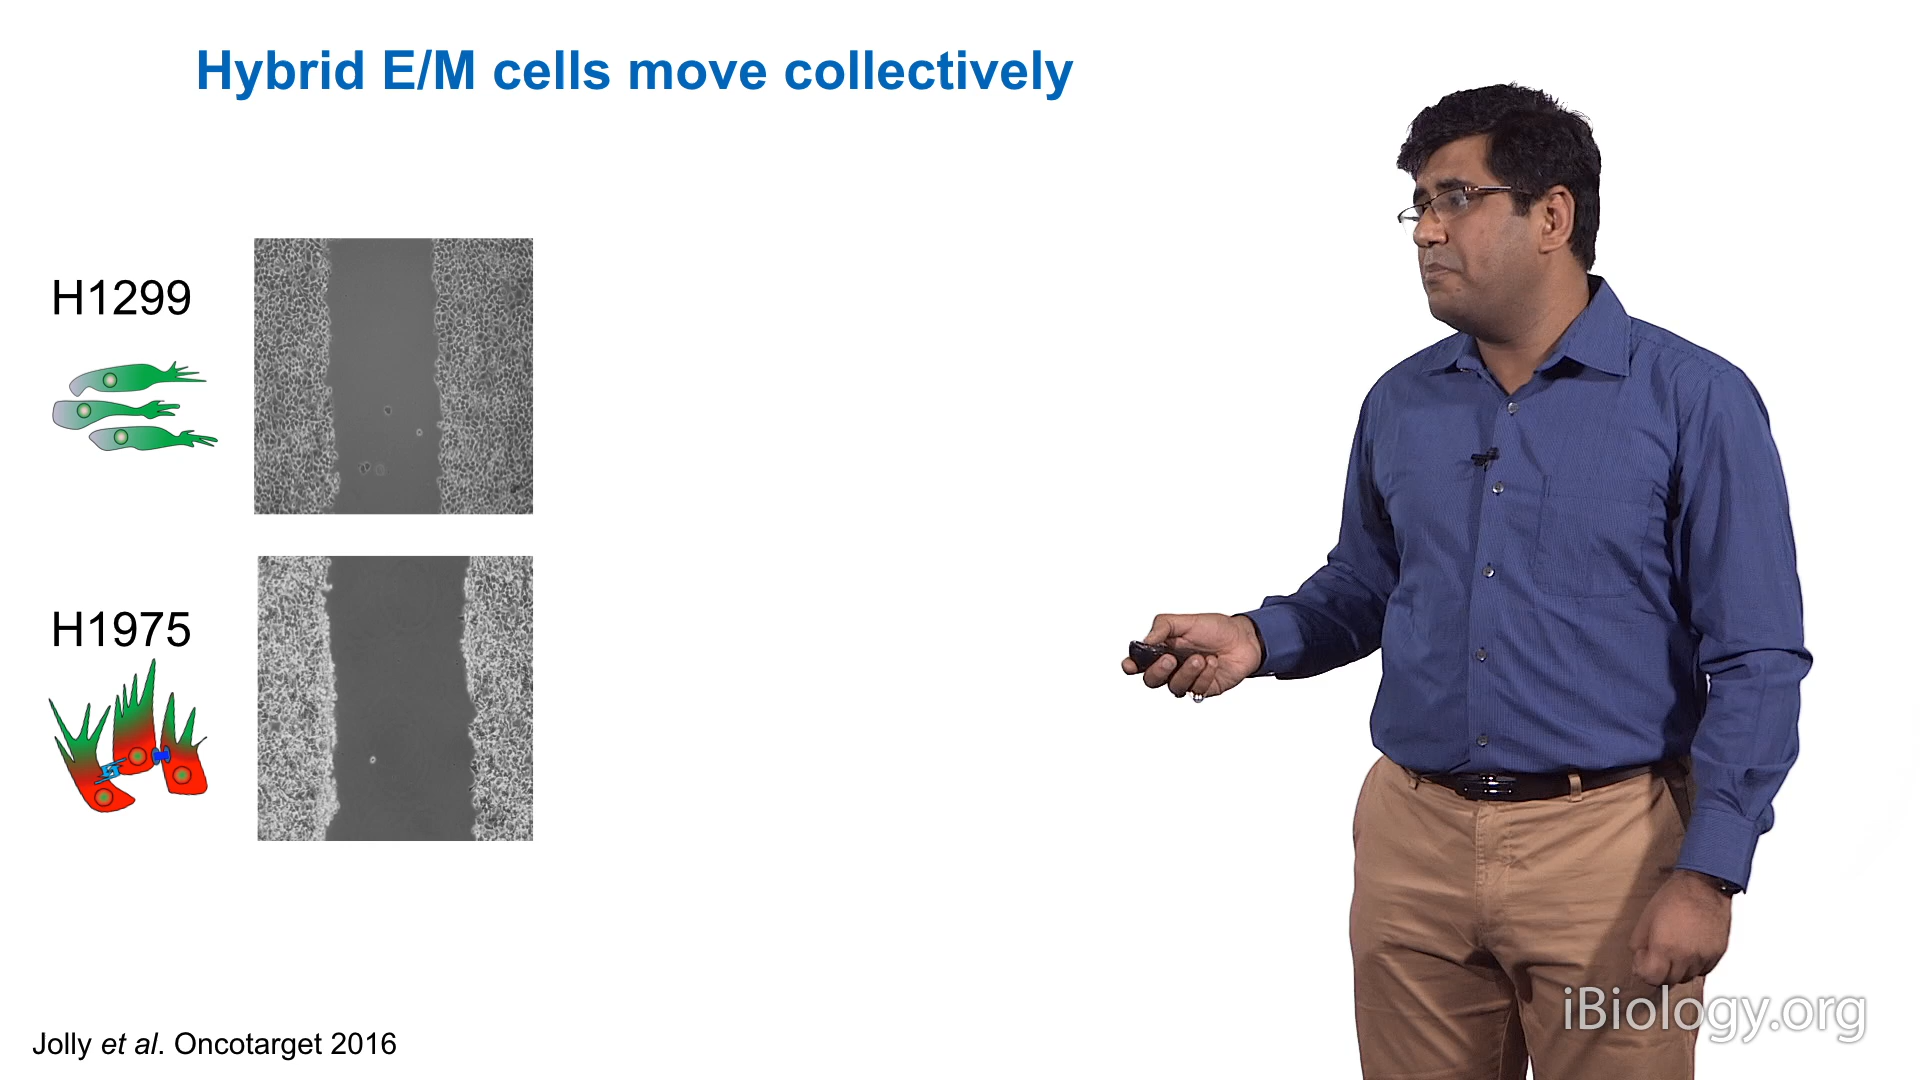 Hybrid E/M cells move collectively
H1299
H1975
Jolly et al. Oncotarget 2016
iBiology.org